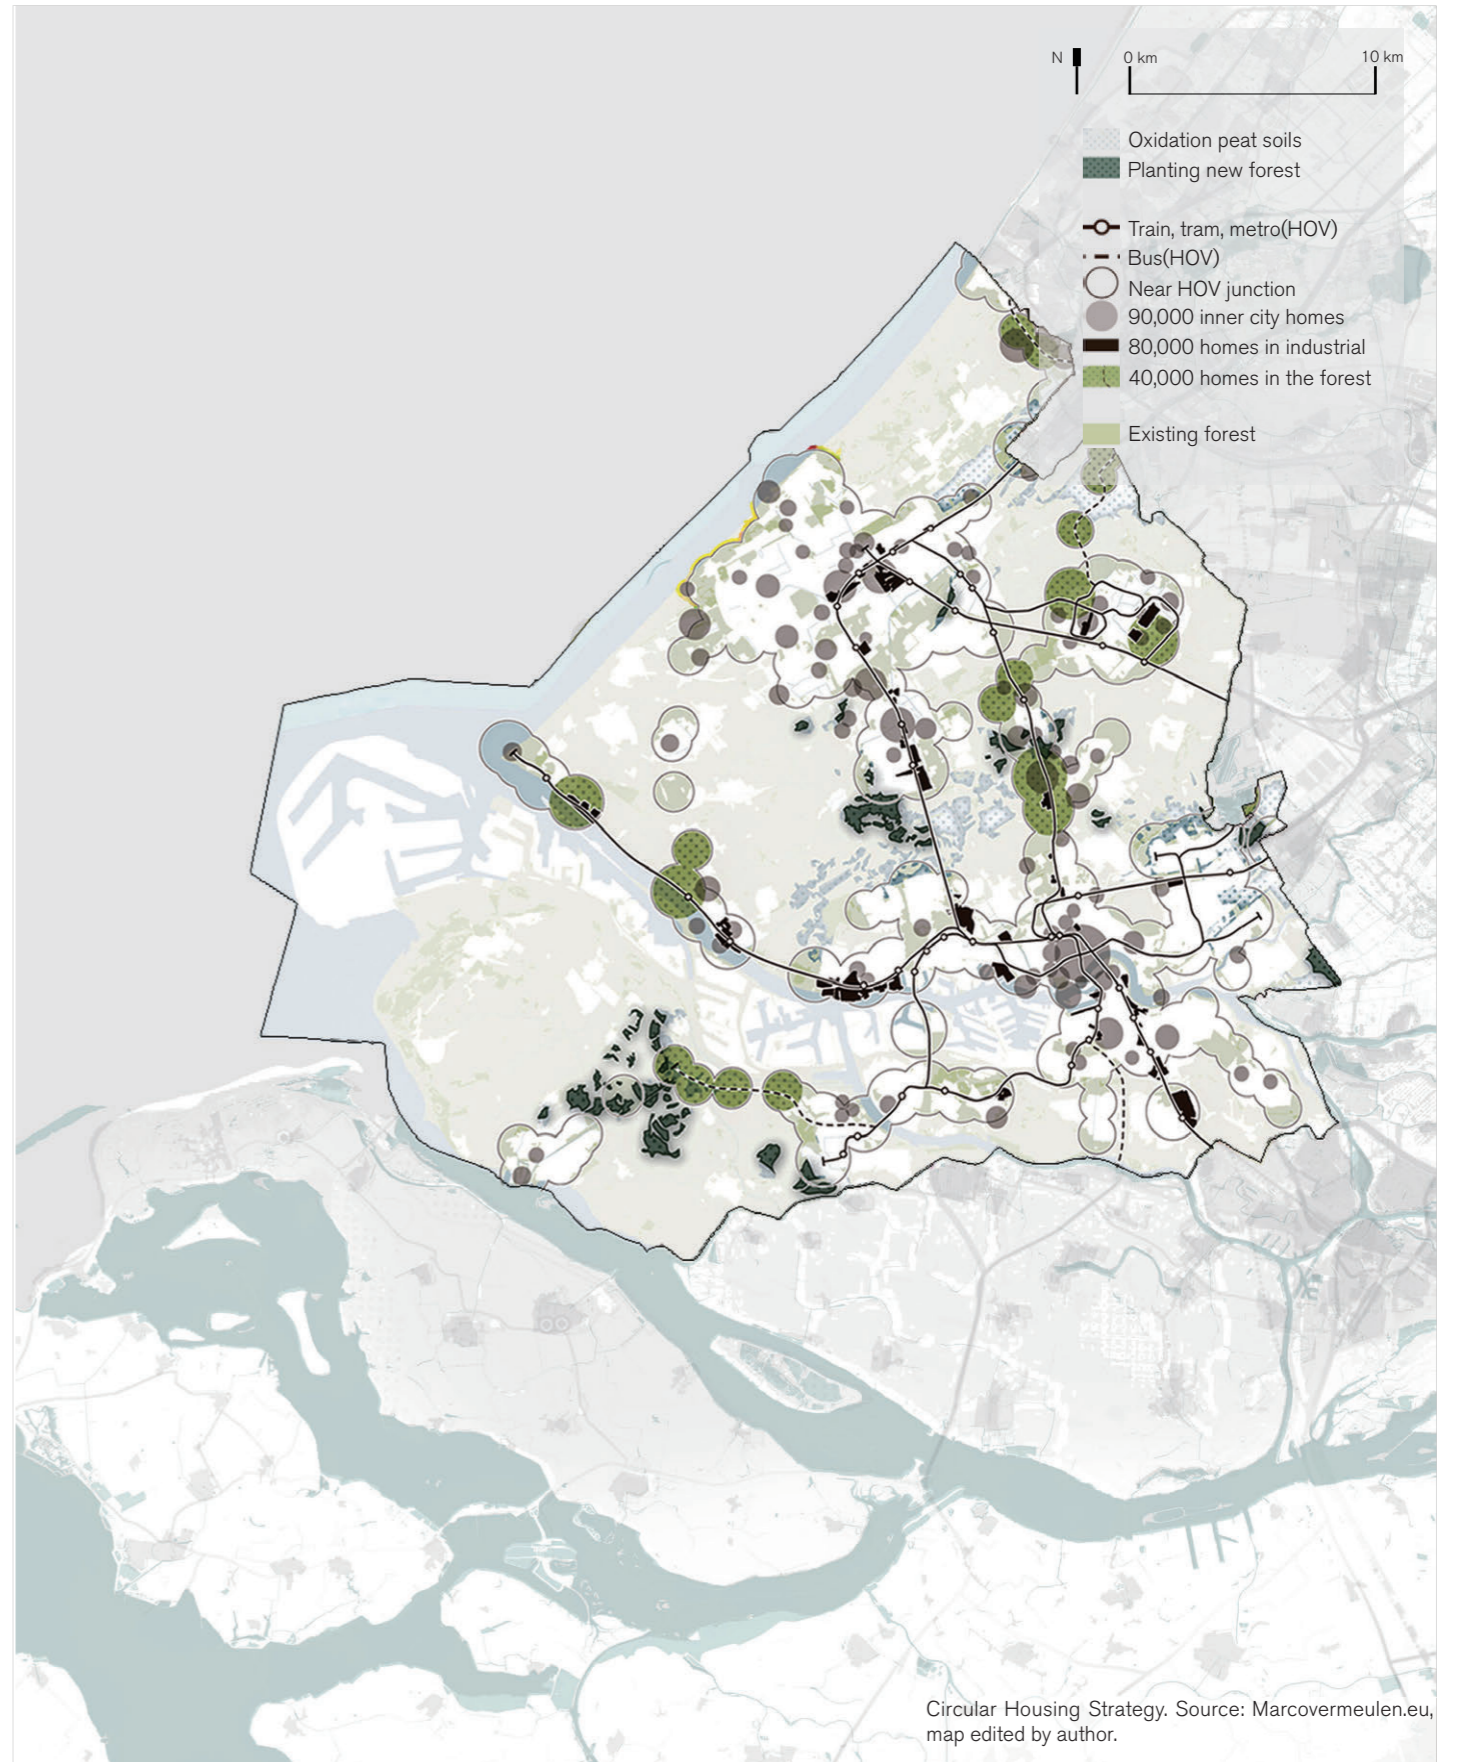 N
0 km
10 km
Oxidation peat soils
Planting new forest
Train, tram, metro(HOV)
Bus(HOV)
Near HOV junction
90,000 inner city homes
80,000 homes in industrial
40,000 homes in the forest
Existing forest
Circular Housing Strategy. Source: Marcovermeulen.eu,
map edited by author.